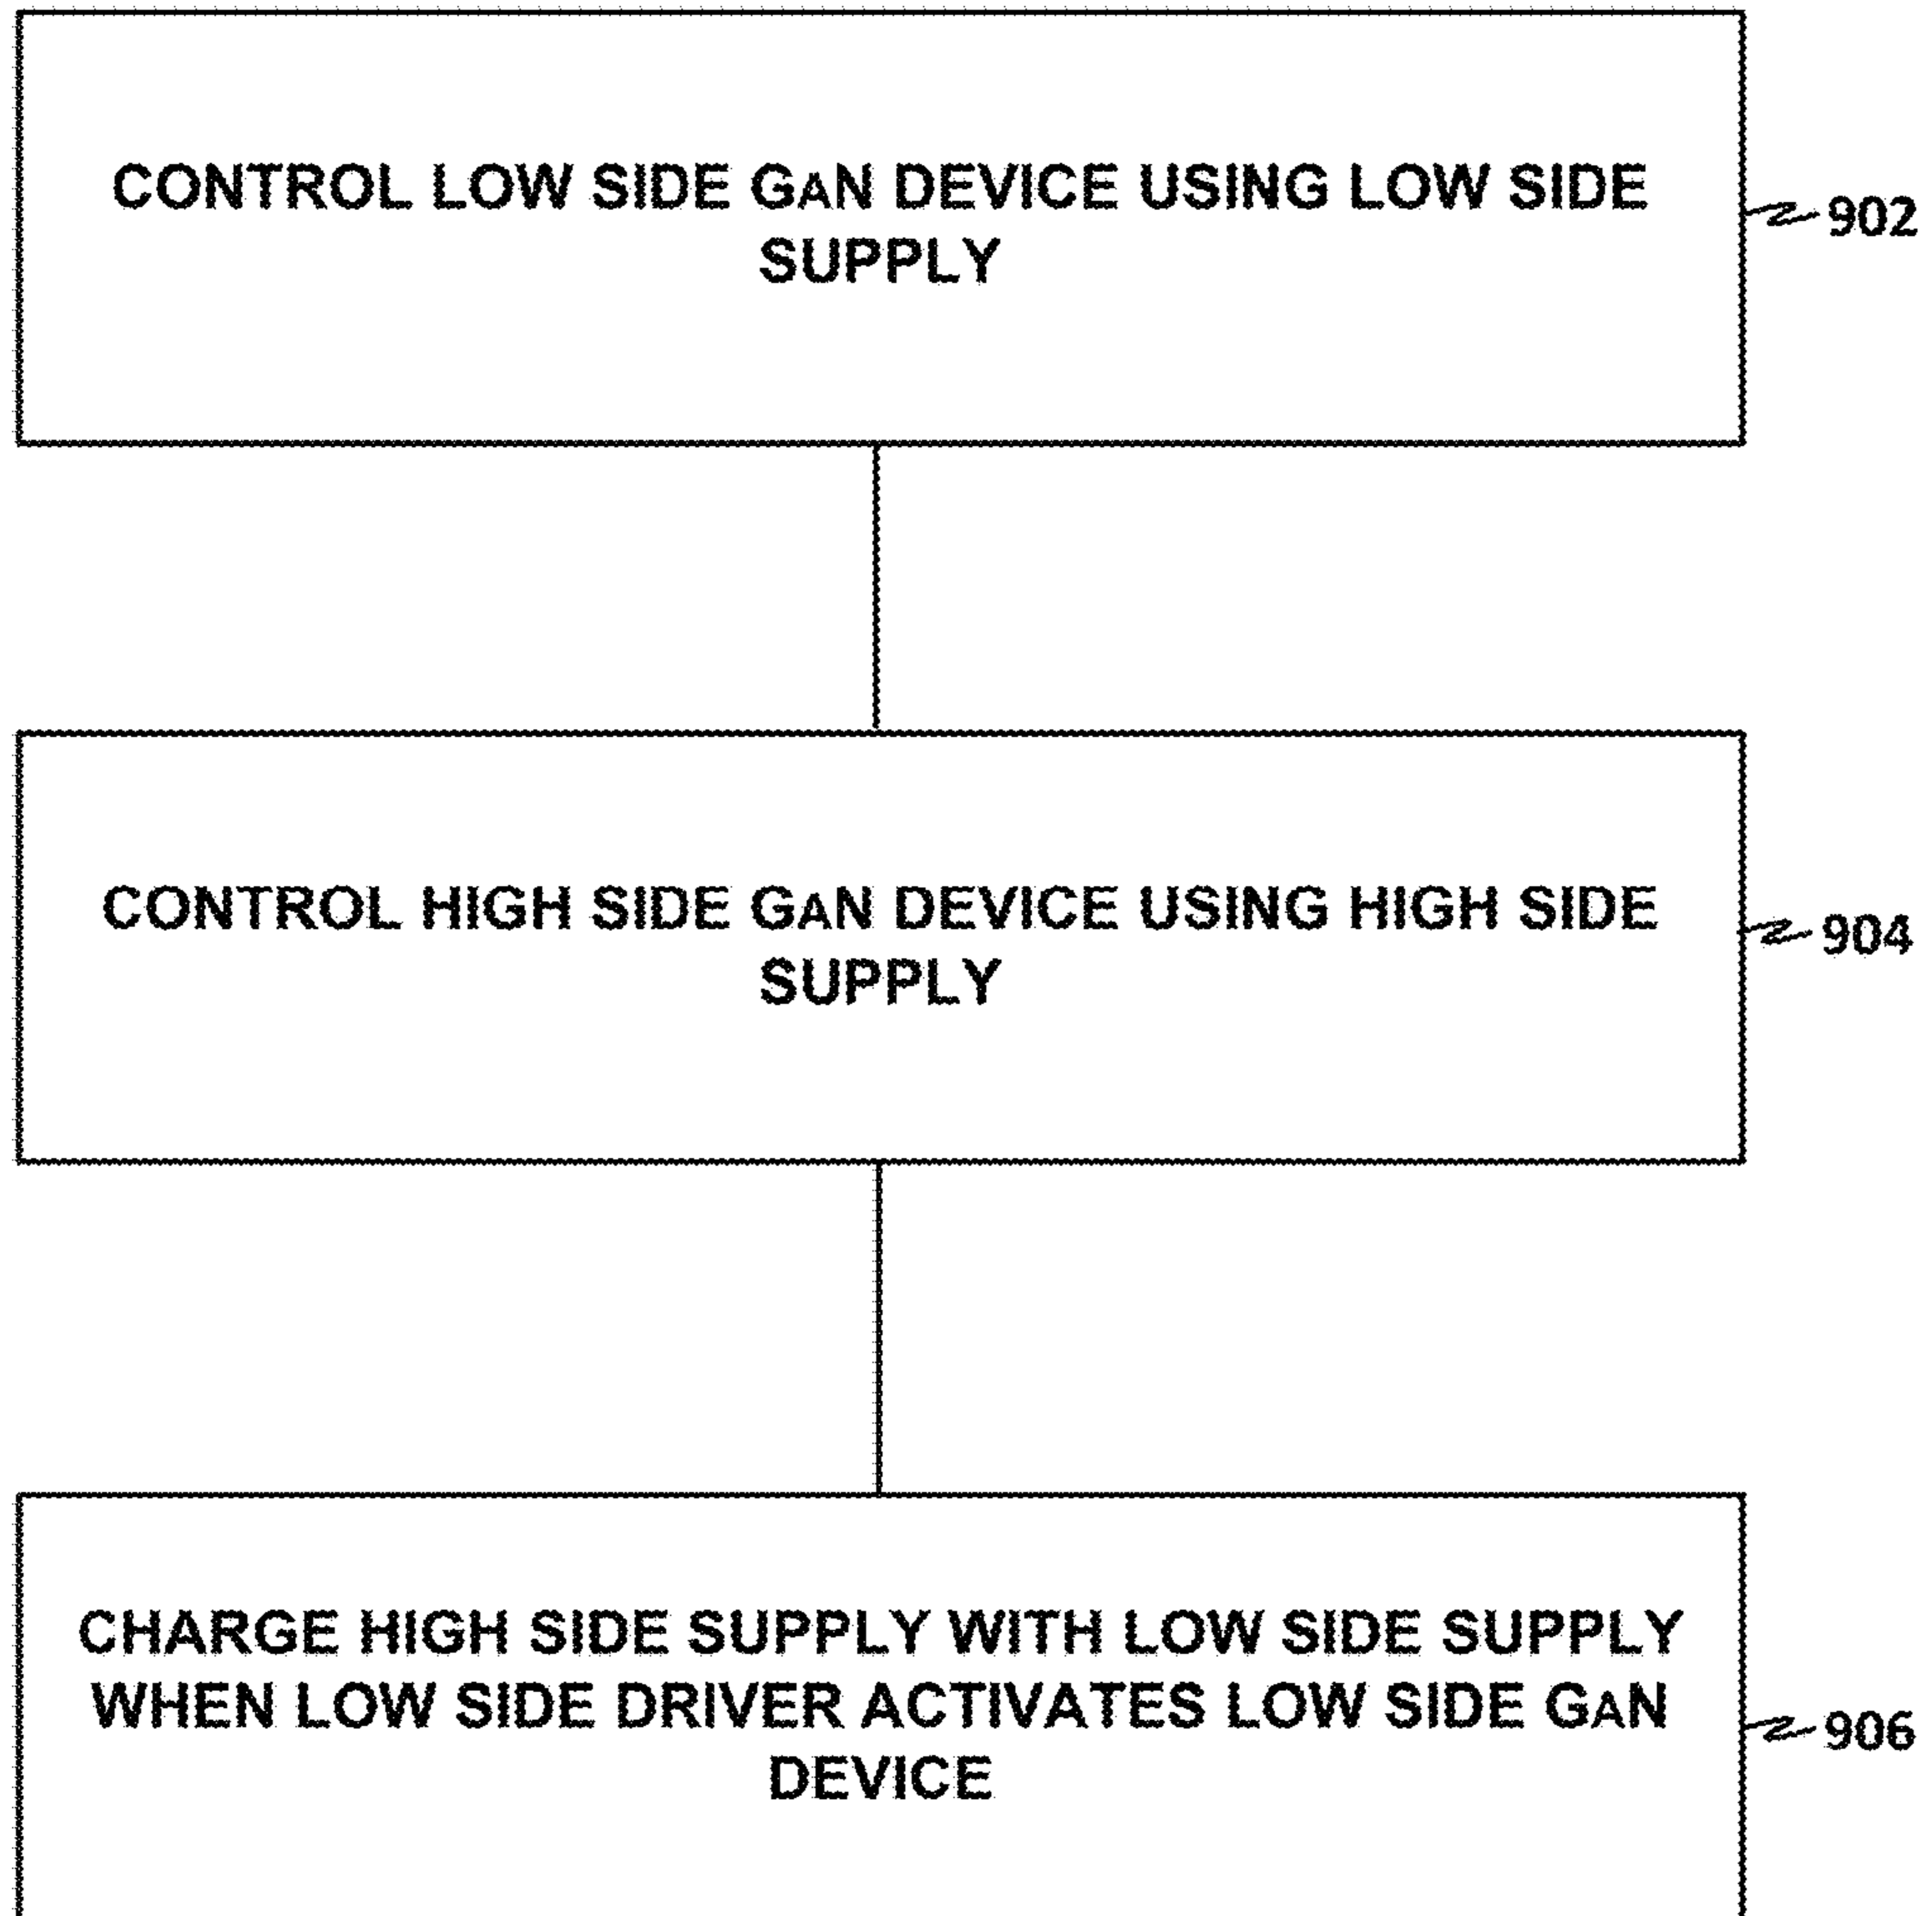 CONTROL LOW SIDE GAN DEVICE USING LOW SIDE
SUPPLY
902
CONTROL HIGH SIDE GAN DEVICE USING HIGH SIDE
SUPPLY
904
CHARGE HIGH SIDE SUPPLY WITH LOW SIDE SUPPLY
WHEN LOW SIDE DRIVER ACTIVATES LOW SIDE GAN
DEVICE
906